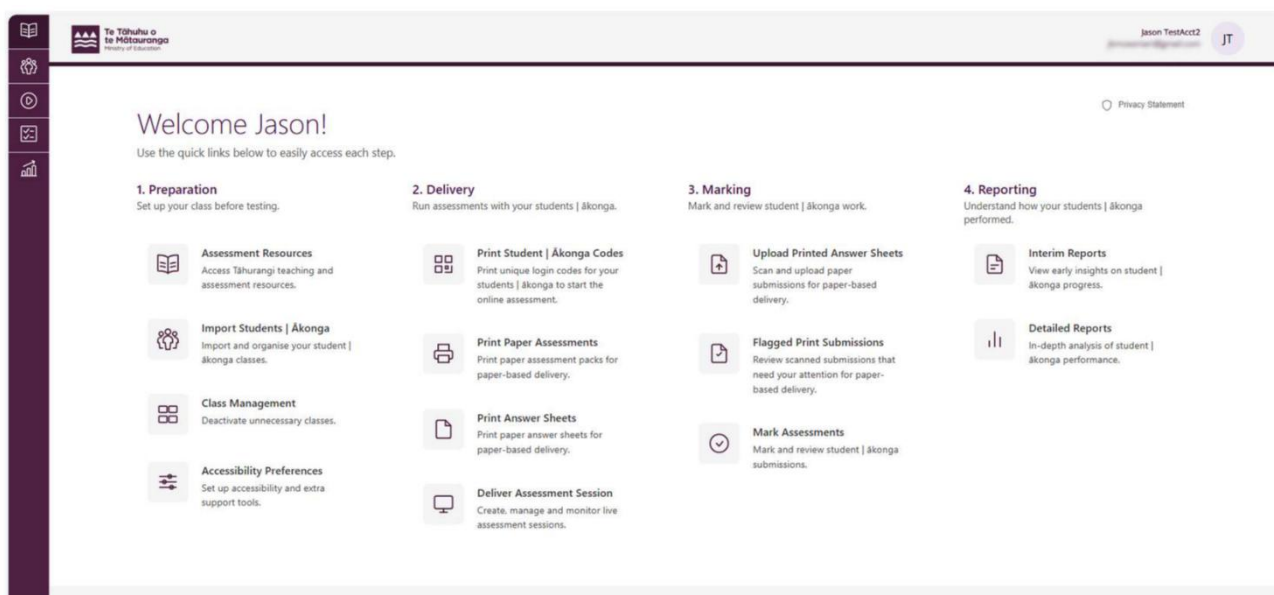 Te Tāhuhu o
te Mātauranga
Ministry of Education
Jason TestAcct2
JT
Privacy Statement
Welcome Jason!
Use the quick links below to easily access each step.
1. Preparation
Set up your class before testing.
Assessment Resources
Access Tāhurangi teaching and
assessment resources.
Import Students | Ākonga
Import and organise your student |
ākonga classes.
Class Management
Deactivate unnecessary classes.
Accessibility Preferences
Set up accessibility and extra
support tools.
2. Delivery
Run assessments with your students | ākonga.
Print Student | Ākonga Codes
Print unique login codes for your
students | ākonga to start the
online assessment.
Print Paper Assessments
Print paper assessment packs for
paper-based delivery.
Print Answer Sheets
Print paper answer sheets for
paper-based delivery.
Deliver Assessment Session
Create, manage and monitor live
assessment sessions.
3. Marking
Mark and review student | ākonga work.
Upload Printed Answer Sheets
Scan and upload paper
submissions for paper-based
delivery.
Flagged Print Submissions
Review scanned submissions that
need your attention for paper-
based delivery.
Mark Assessments
Mark and review student | ākonga
submissions.
4. Reporting
Understand how your students | ākonga
performed.
Interim Reports
View early insights on student |
ākonga progress.
Detailed Reports
In-depth analysis of student |
ākonga performance.